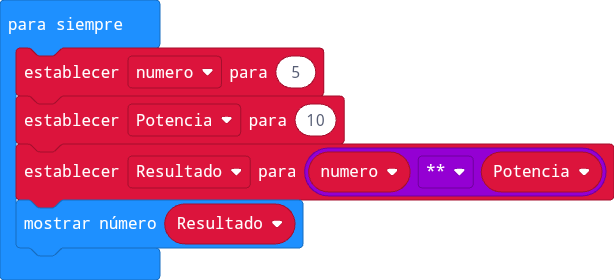 para siempre
establecer numero para 5
establecer Potencia para 10
establecer Resultado para numero ** Potencia
mostrar número Resultado